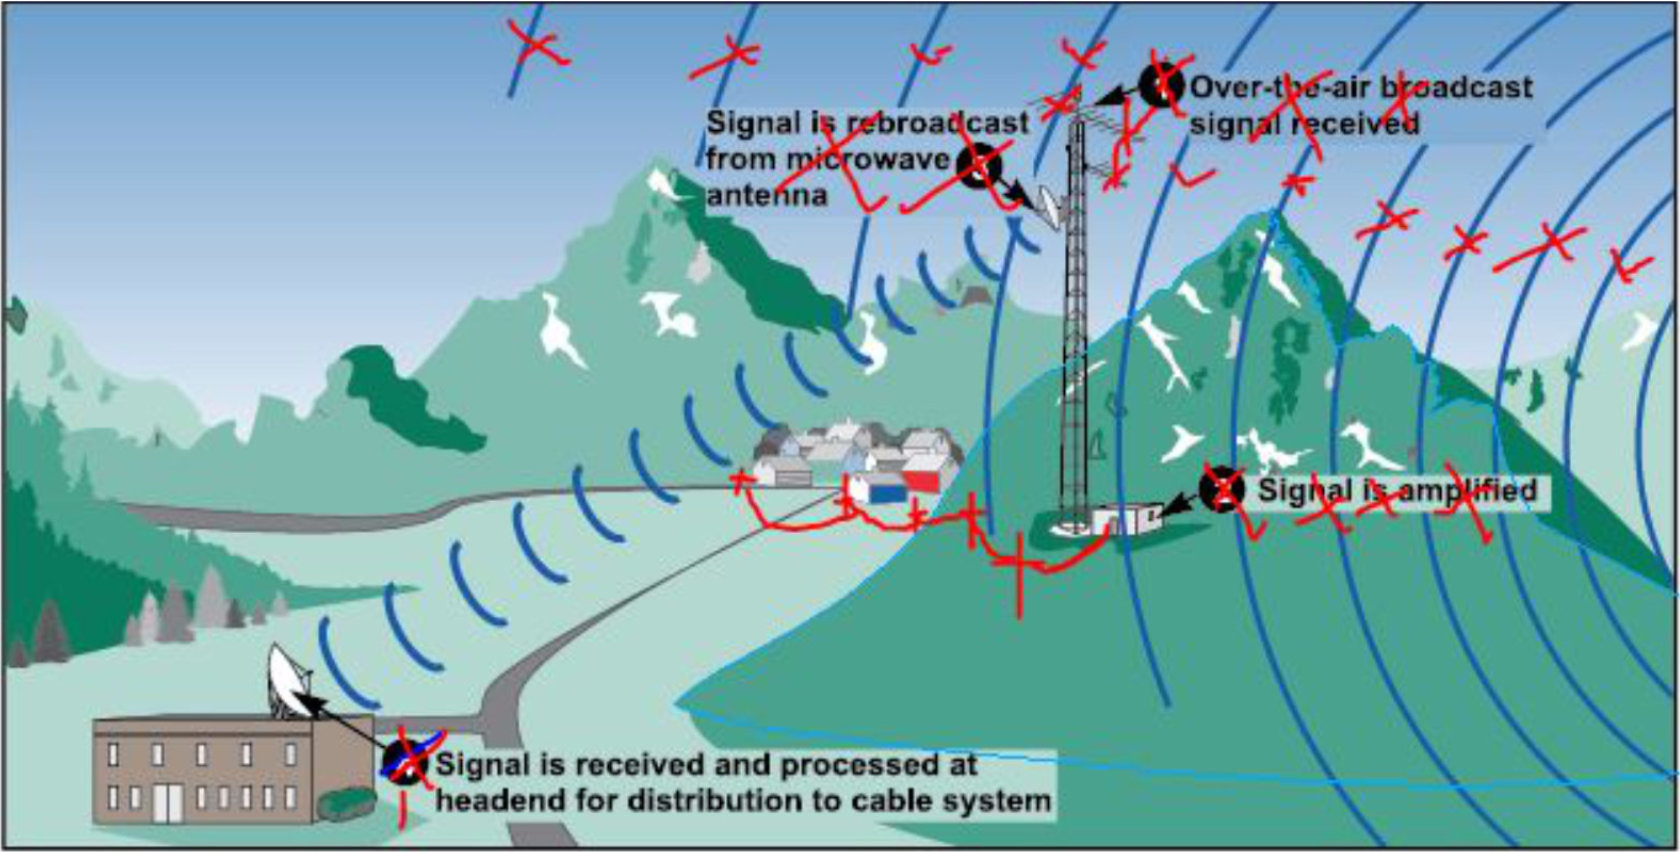 Over-the-air broadcast
signal received
Signal is rebroadcast
from microwave
antenna
Signal is amplified
Signal is received and processed at
headend for distribution to cable system